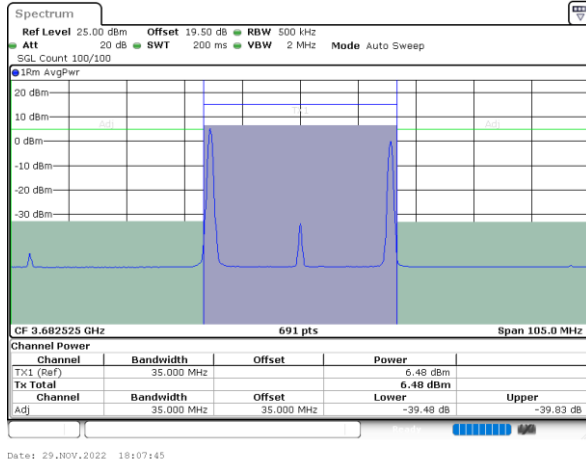 Spectrum
Ref Level 25.00 dBm Offset 19.50 dB RBW 500 kHz
Att 20 dB SWT 200 ms VBW 2 MHz Mode Auto Sweep
SGL Count 100/100
1Rm AvgPwr
20 dBm
TX1
10 dBm
Adj Adj
0 dBm
-10 dBm
-20 dBm
-30 dBm
CF 3.682525 GHz 691 pts Span 105.0 MHz
Channel Power
Channel Bandwidth Offset Power
TX1 (Ref) 35.000 MHz 6.48 dBm
Tx Total 6.48 dBm
Channel Bandwidth Offset Lower Upper
Adj 35.000 MHz 35.000 MHz -39.48 dB -39.83 dB
Date: 29.NOV.2022 18:07:45